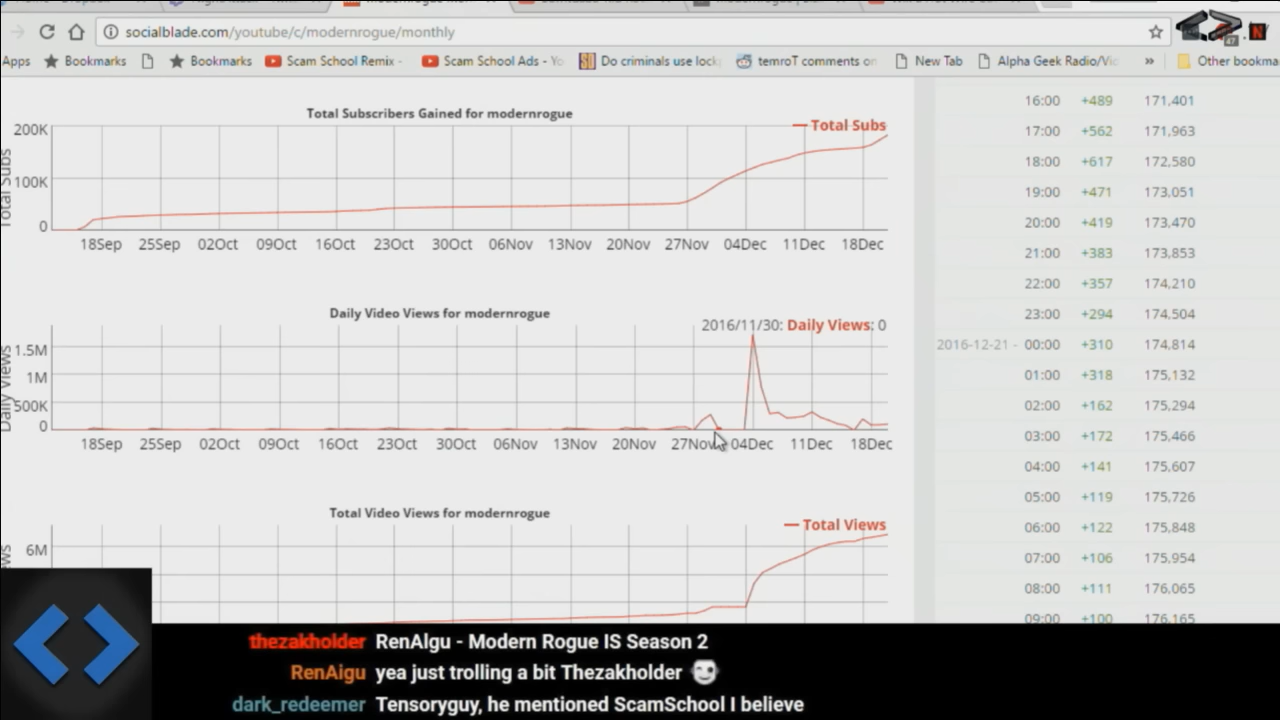 socialblade.com/youtube/c/modernrogue/monthly
47 N
Apps Bookmarks Bookmarks Scam School Remix - Scam School Ads - Yo Do criminals use lock temroT comments on New Tab Alpha Geek Radio/Vid » Other bookma
Total Subscribers Gained for modernrogue
Total Subs
Total Subs
200K
100K
0
18Sep 25Sep 02Oct 09Oct 16Oct 23Oct 30Oct 06Nov 13Nov 20Nov 27Nov 04Dec 11Dec 18Dec
Daily Video Views for modernrogue
2016/11/30: Daily Views: 0
Daily Views
1.5M
1M
500K
0
18Sep 25Sep 02Oct 09Oct 16Oct 23Oct 30Oct 06Nov 13Nov 20Nov 27Nov 04Dec 11Dec 18Dec
Total Video Views for modernrogue
Total Views
6M
16:00 +489 171,401
17:00 +562 171,963
18:00 +617 172,580
19:00 +471 173,051
20:00 +419 173,470
21:00 +383 173,853
22:00 +357 174,210
23:00 +294 174,504
2016-12-21 - 00:00 +310 174,814
01:00 +318 175,132
02:00 +162 175,294
03:00 +172 175,466
04:00 +141 175,607
05:00 +119 175,726
06:00 +122 175,848
07:00 +106 175,954
08:00 +111 176,065
09:00 +100 176,165
thezakholder RenAIgu - Modern Rogue IS Season 2
RenAigu yea just trolling a bit Thezakholder
dark_redeemer Tensoryguy, he mentioned ScamSchool I believe